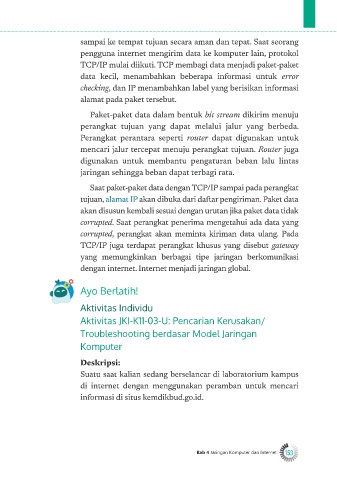 sampai ke tempat tujuan secara aman dan tepat. Saat seorang
pengguna internet mengirim data ke komputer lain, protokol
TCP/IP mulai diikuti. TCP membagi data menjadi paket-paket
data kecil, menambahkan beberapa informasi untuk error
checking, dan IP menambahkan label yang berisikan informasi
alamat pada paket tersebut.
Paket-paket data dalam bentuk bit stream dikirim menuju
perangkat tujuan yang dapat melalui jalur yang berbeda.
Perangkat perantara seperti router dapat digunakan untuk
mencari jalur tercepat menuju perangkat tujuan. Router juga
digunakan untuk membantu pengaturan beban lalu lintas
jaringan sehingga beban dapat terbagi rata.
Saat paket-paket data dengan TCP/IP sampai pada perangkat
tujuan, alamat IP akan dibuka dari daftar pengiriman. Paket data
akan disusun kembali sesuai dengan urutan jika paket data tidak
corrupted. Saat perangkat penerima mengetahui ada data yang
corrupted, perangkat akan meminta kiriman data ulang. Pada
TCP/IP juga terdapat perangkat khusus yang disebut gateway
yang memungkinkan berbagai tipe jaringan berkomunikasi
dengan internet. Internet menjadi jaringan global.
Ayo Berlatih!
Aktivitas Individu
Aktivitas JKI-K11-03-U: Pencarian Kerusakan/
Troubleshooting berdasar Model Jaringan
Komputer
Deskripsi:
Suatu saat kalian sedang berselancar di laboratorium kampus
di internet dengan menggunakan peramban untuk mencari
informasi di situs kemdikbud.go.id.
Bab 4 Jaringan Komputer dan Internet 153